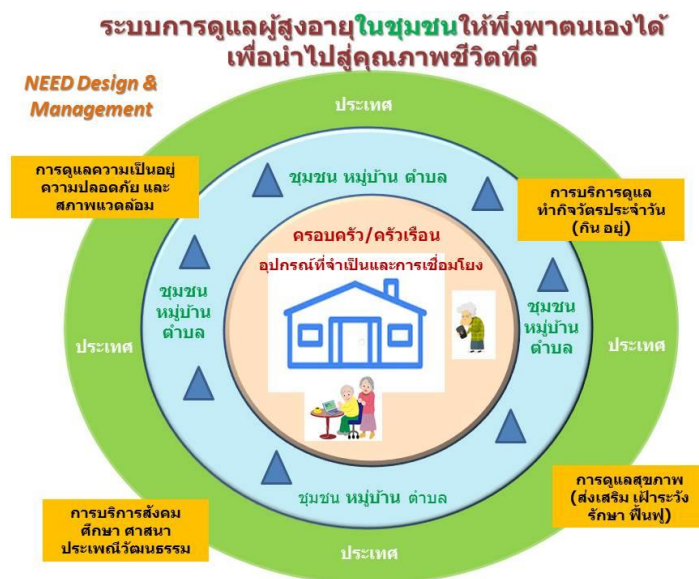 ระบบการดูแลผู้สูงอายุในชุมชนให้พึ่งพาตนเองได้
เพื่อนำไปสู่คุณภาพชีวิตที่ดี
NEED Design &
Management
ประเทศ
การดูแลความเป็นอยู่
ความปลอดภัย และ
สภาพแวดล้อม
ชุมชน หมู่บ้าน ตำบล
การบริการดูแล
ทำกิจวัตรประจำวัน
(กิน อยู่)
ครอบครัว/ครัวเรือน
อุปกรณ์ที่จำเป็นและการเชื่อมโยง
ชุมชน
หมู่บ้าน
ตำบล
ชุมชน
หมู่บ้าน
ตำบล
ประเทศ
ประเทศ
การดูแลสุขภาพ
(ส่งเสริม เฝ้าระวัง
รักษา ฟื้นฟู)
ชุมชน หมู่บ้าน ตำบล
การบริการสังคม
ศึกษา ศาสนา
ประเพณีวัฒนธรรม
ประเทศ